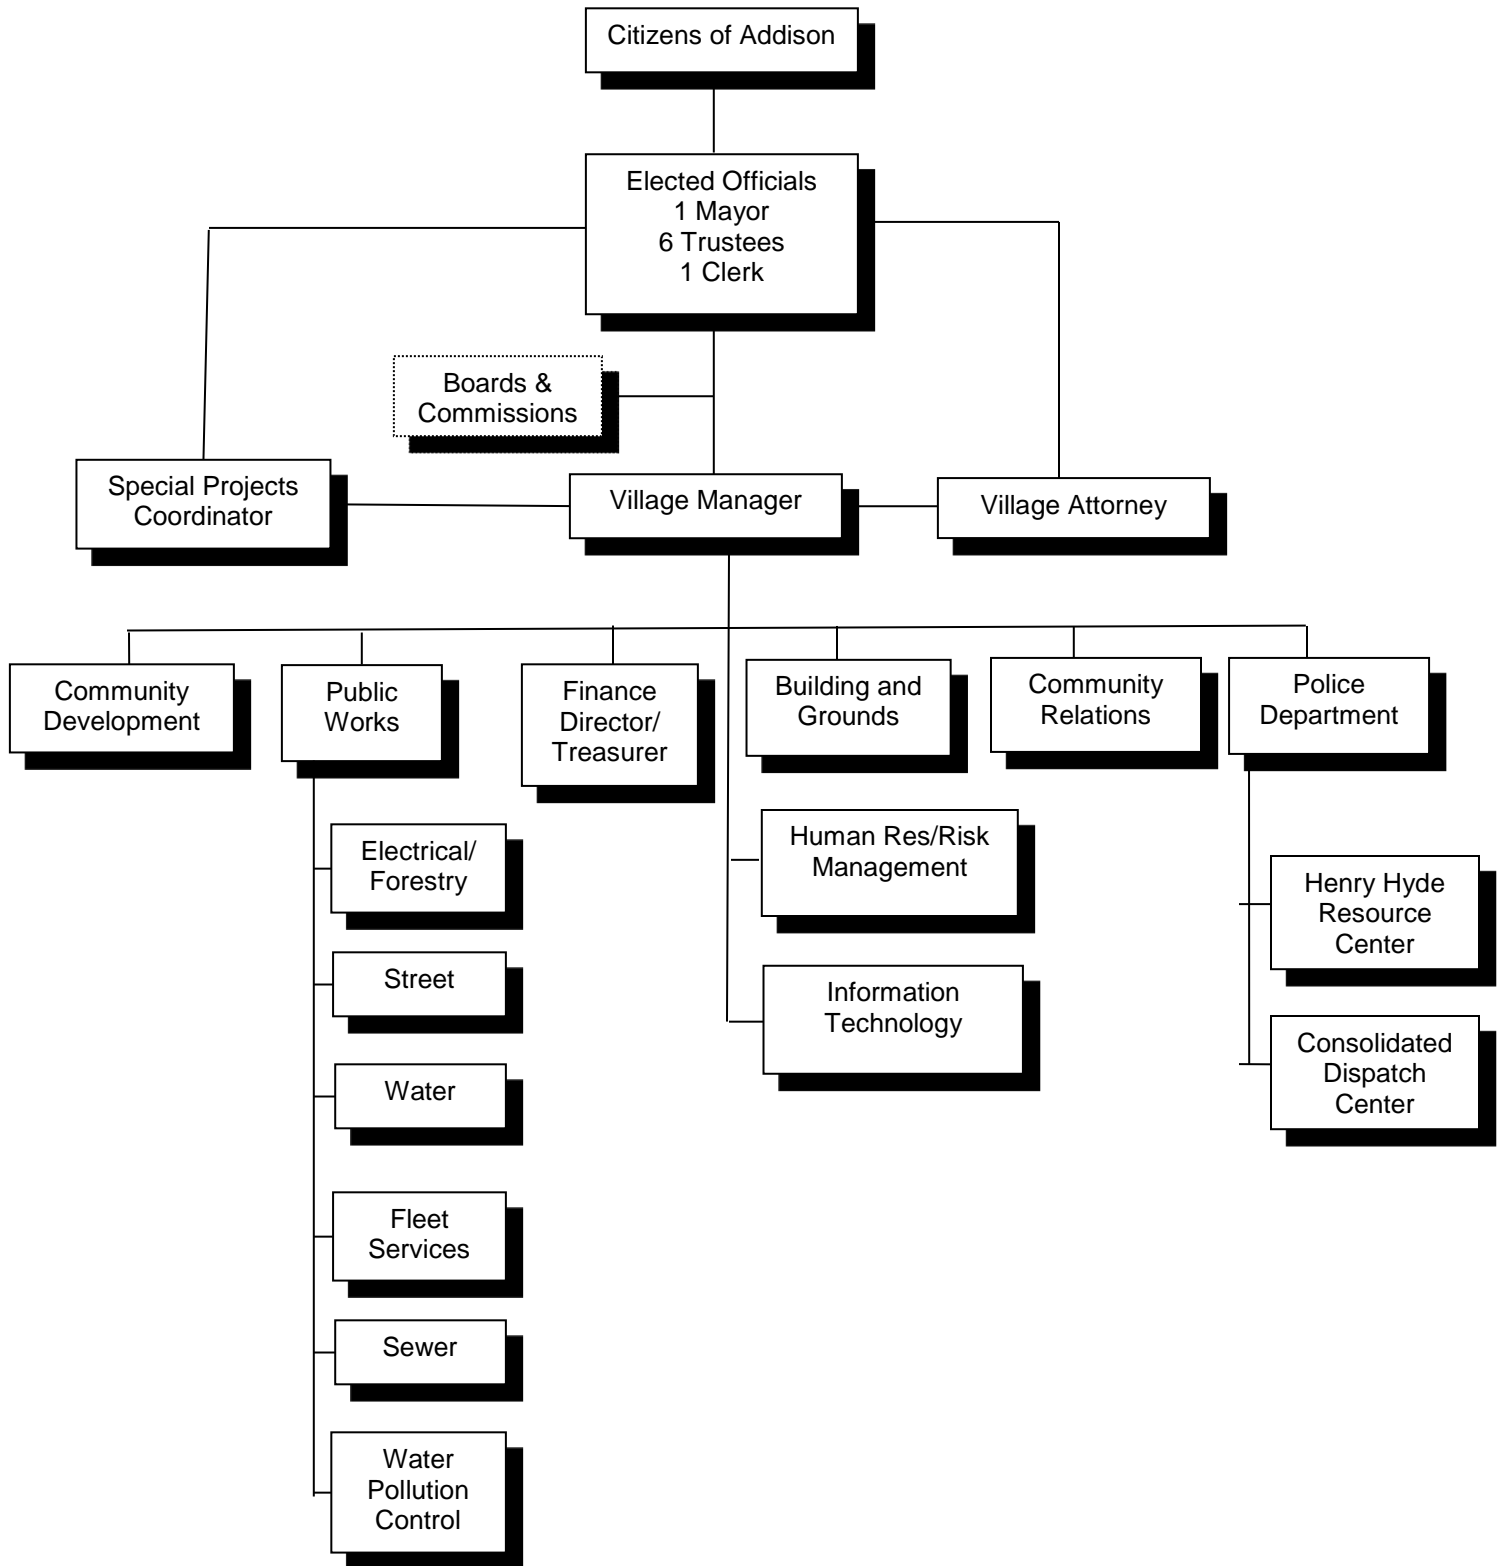 Citizens of Addison
Elected Officials
1 Mayor
6 Trustees
1 Clerk
Boards &
Commissions
Special Projects
Coordinator
Village Manager
Village Attorney
Community
Development
Public
Works
Finance
Director/
Treasurer
Building and
Grounds
Community
Relations
Police
Department
Electrical/
Forestry
Street
Water
Fleet
Services
Sewer
Water
Pollution
Control
Human Res/Risk
Management
Information
Technology
Henry Hyde
Resource
Center
Consolidated
Dispatch
Center